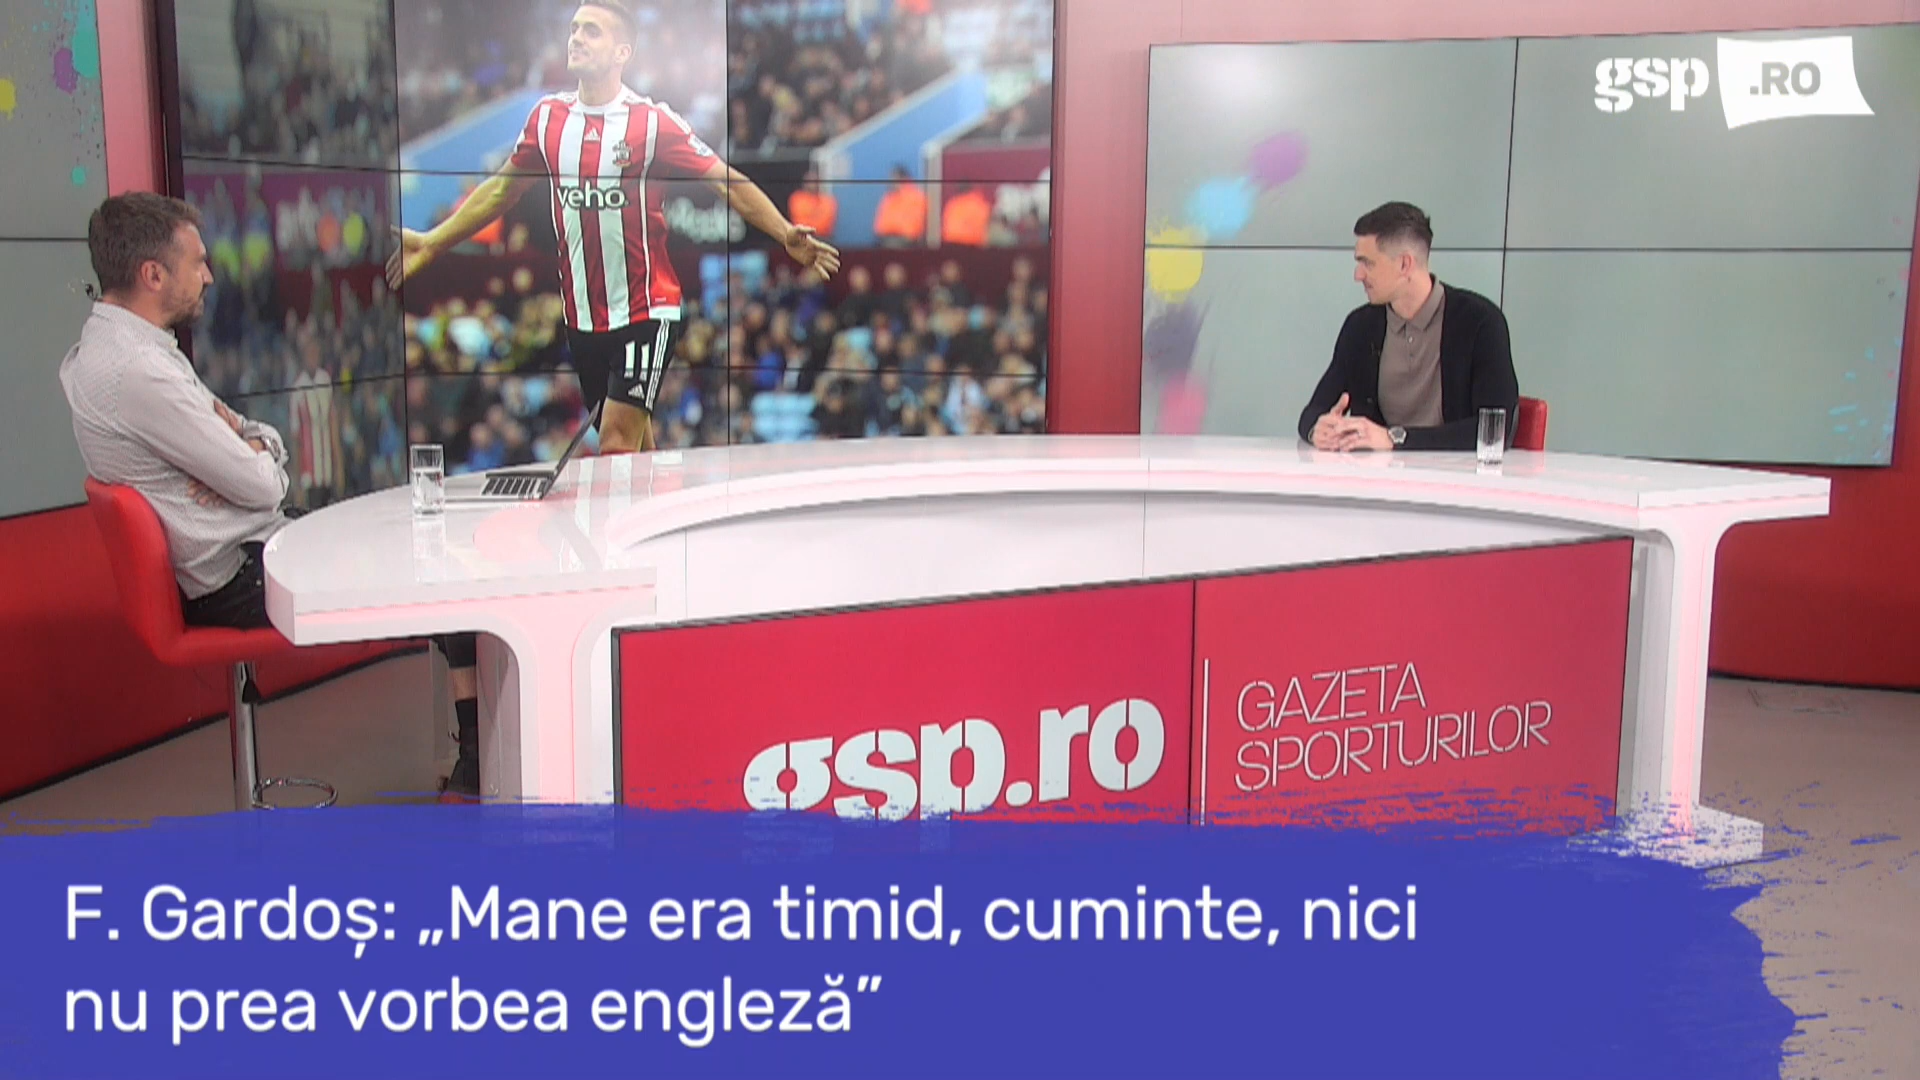 gsp .RO
veho
11
gsp.ro
GAZETA
SPORTURILOR
F. Gardoș: „Mane era timid, cuminte, nici
nu prea vorbea engleză”